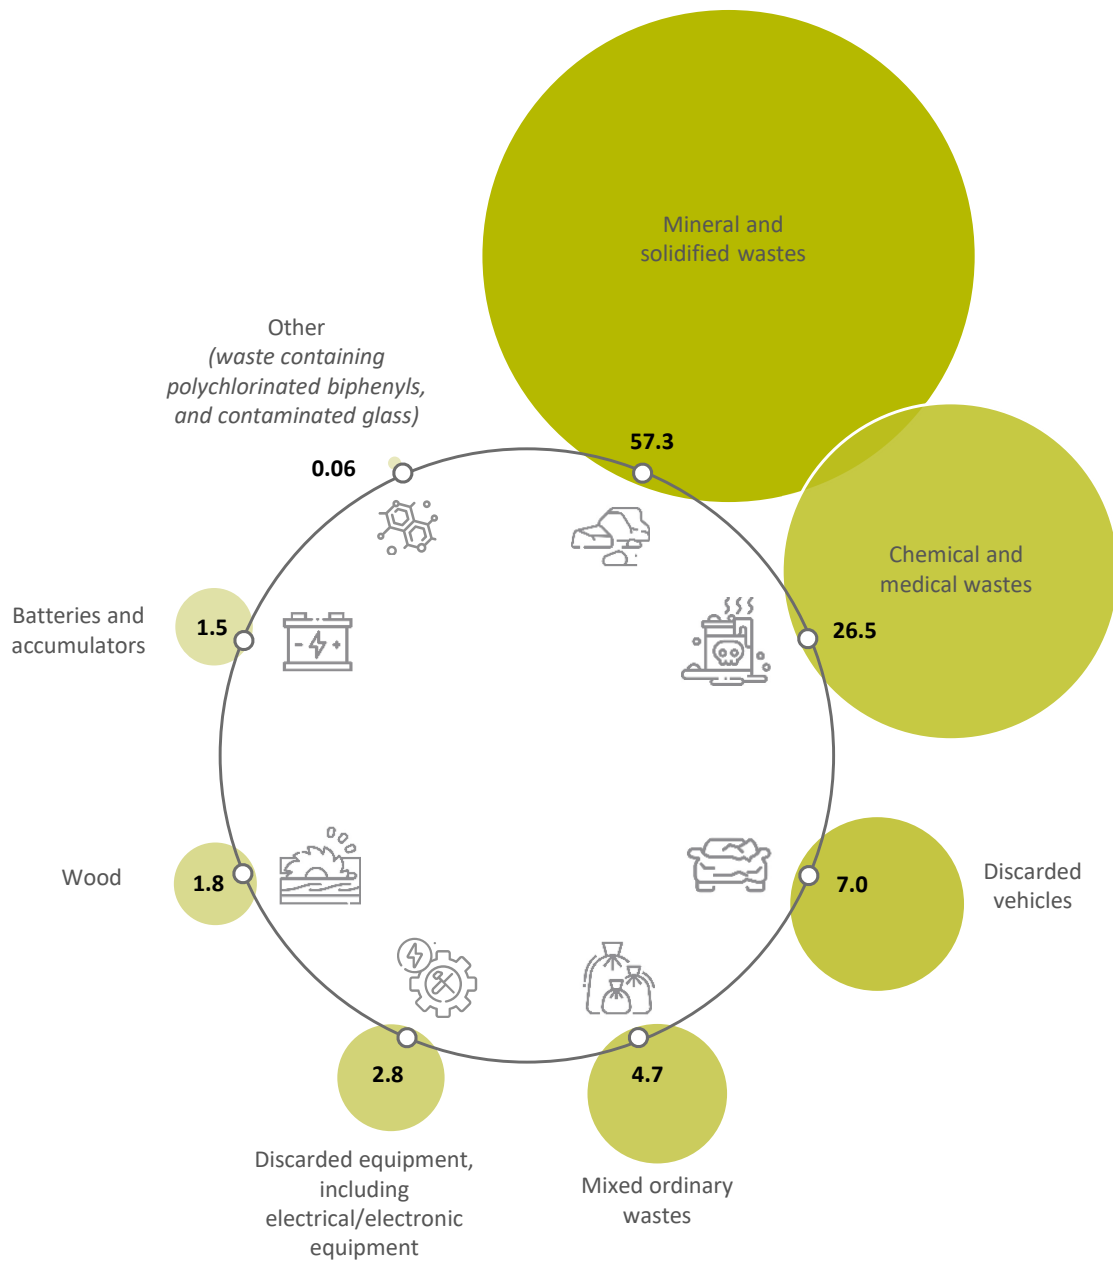 Mineral and
solidified wastes
57.3
Chemical and
medical wastes
26.5
Discarded
vehicles
7.0
Mixed ordinary
wastes
4.7
Discarded equipment,
including
electrical/electronic
equipment
2.8
Wood
1.8
Batteries and
accumulators
1.5
Other
(waste containing
polychlorinated biphenyls,
and contaminated glass)
0.06